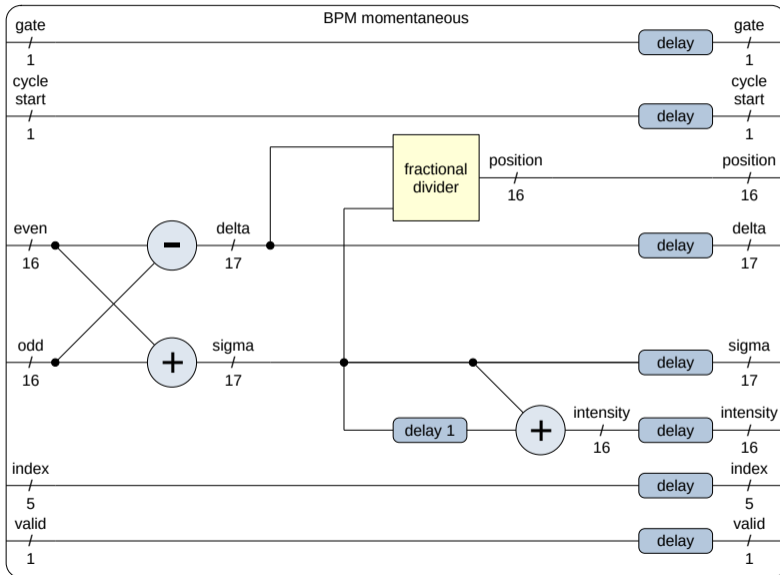 BPM momentaneous
gate
1
delay
gate
1
cycle
start
1
delay
cycle
start
1
fractional
divider
position
16
position
16
even
16
−
delta
17
delay
delta
17
odd
16
+
sigma
17
delay
sigma
17
delay 1
+
intensity
16
delay
intensity
16
index
5
delay
index
5
valid
1
delay
valid
1